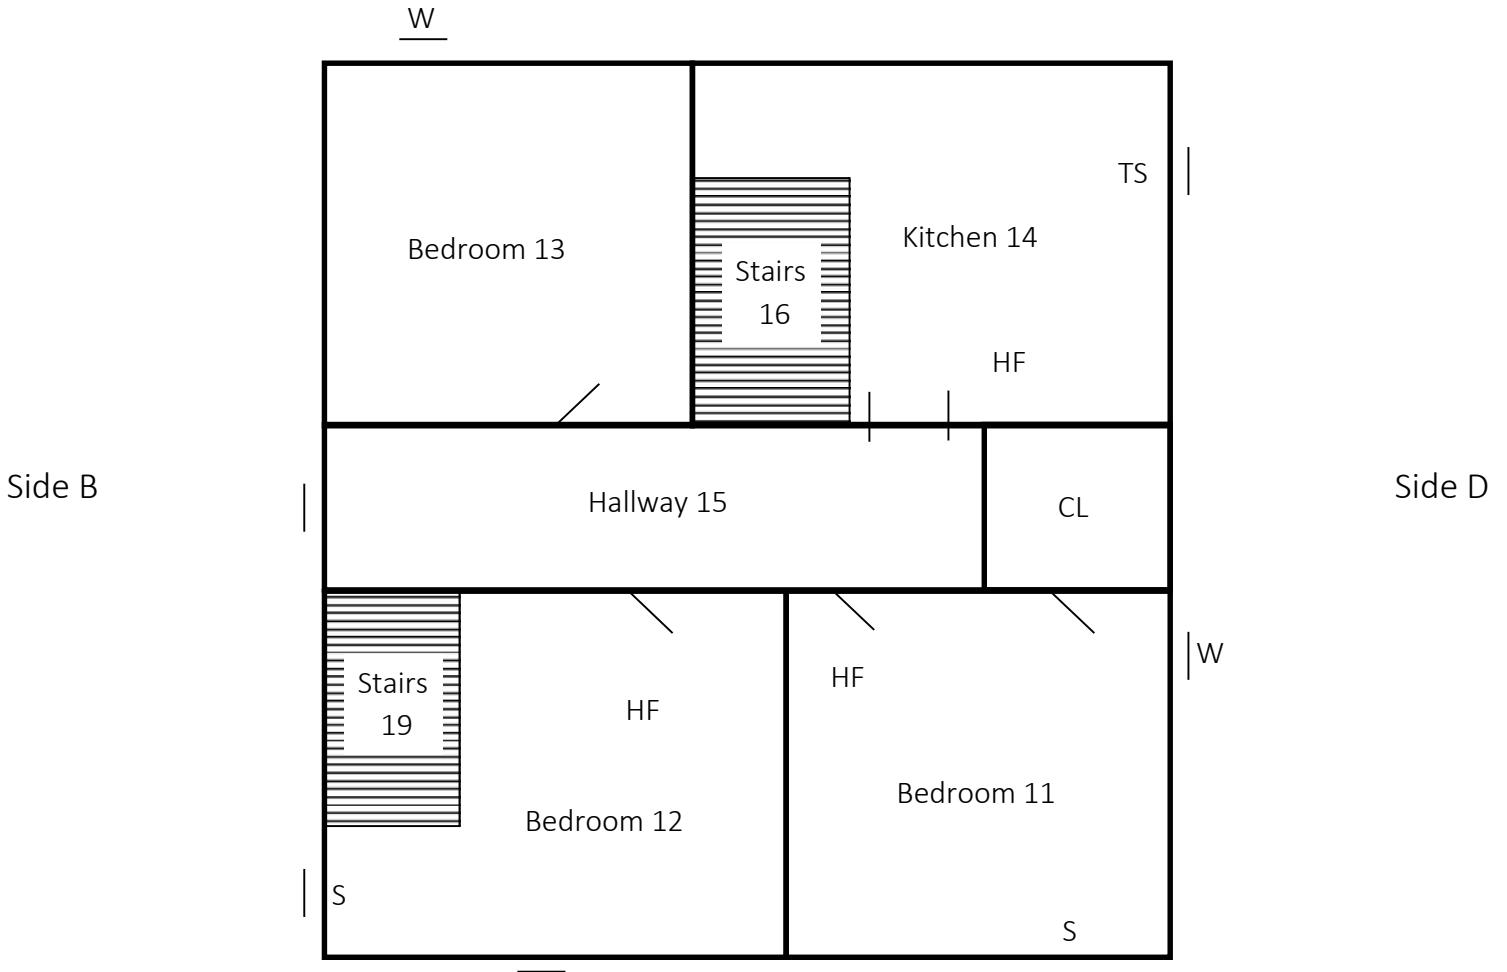 W
TS
Kitchen 14
Bedroom 13
Stairs
16
HF
Side B
Hallway 15
CL
Side D
W
HF
Stairs
19
HF
Bedroom 11
Bedroom 12
S
S